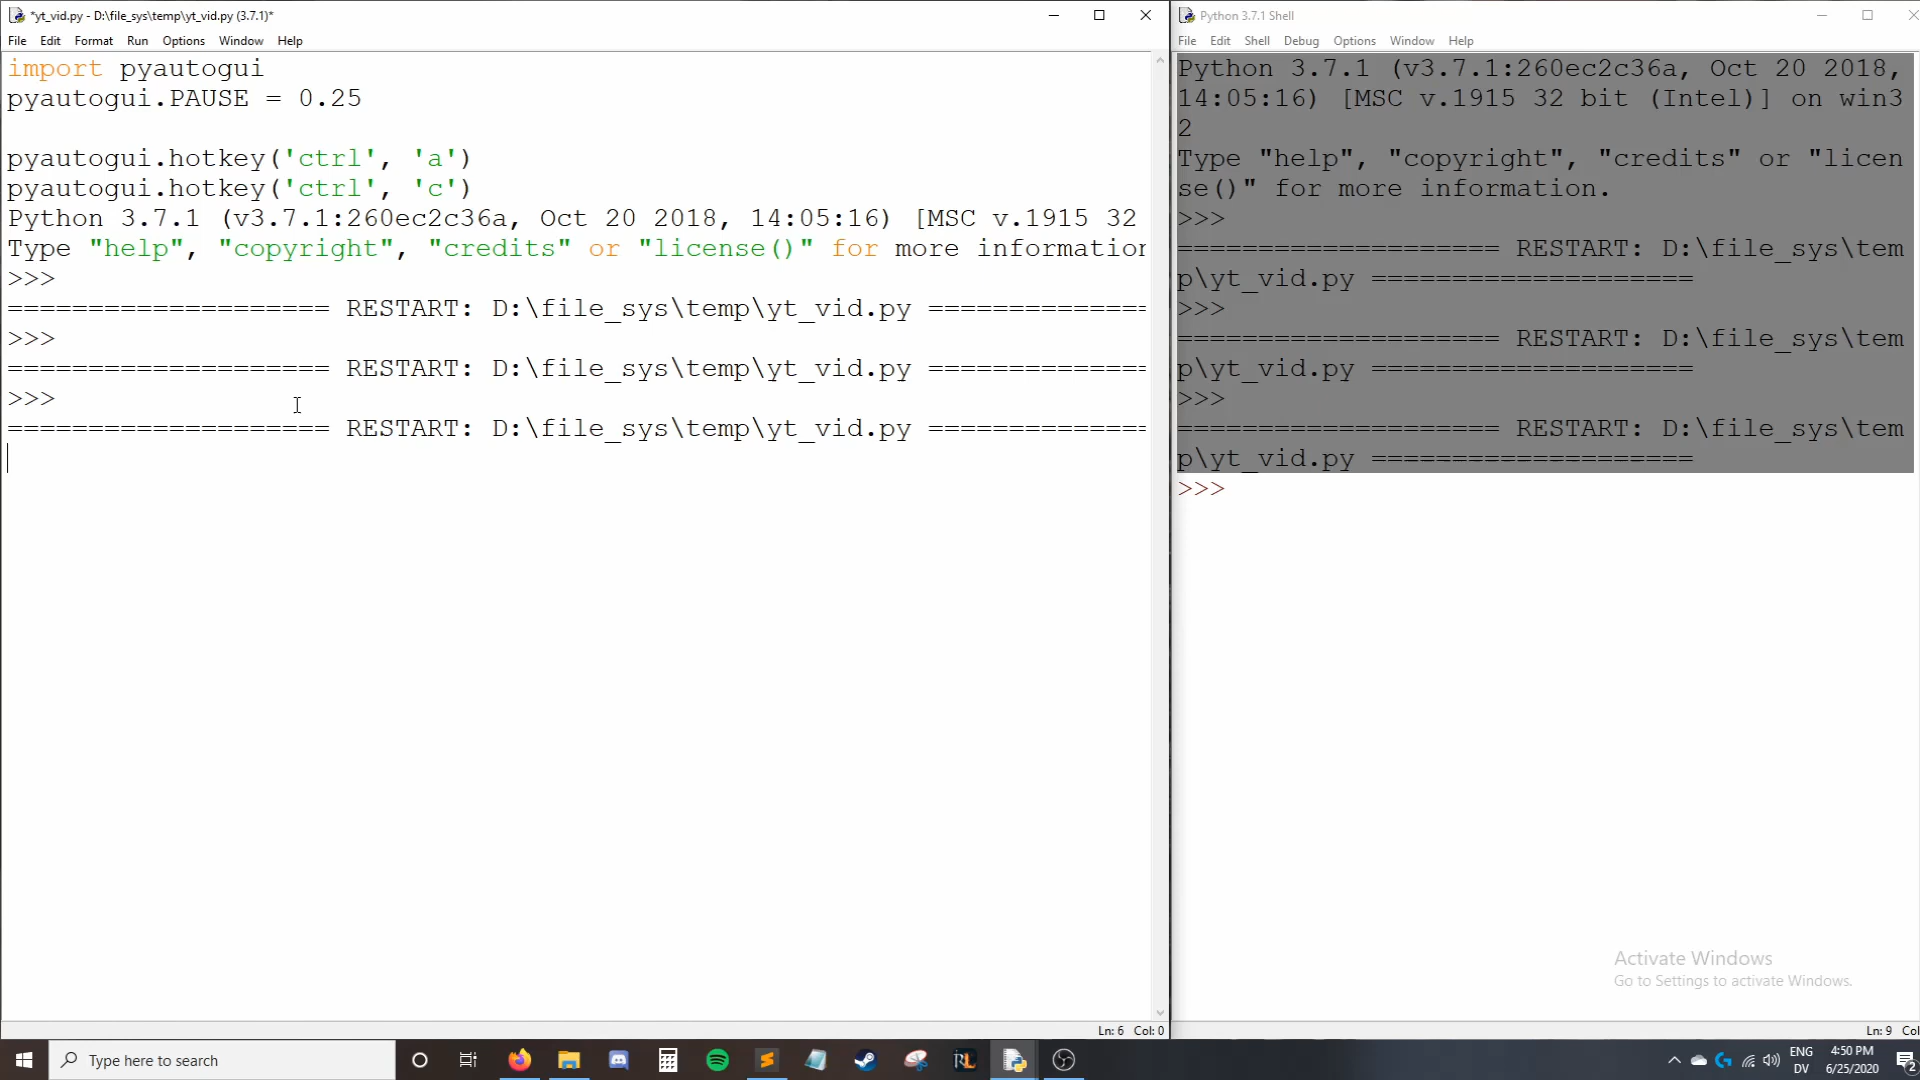 *yt_vid.py - D:\file_sys\temp\yt_vid.py (3.7.1)*
File Edit Format Run Options Window Help
import pyautogui
pyautogui.PAUSE = 0.25
pyautogui.hotkey('ctrl', 'a')
pyautogui.hotkey('ctrl', 'c')
Python 3.7.1 (v3.7.1:260ec2c36a, Oct 20 2018, 14:05:16) [MSC v.1915 32
Type "help", "copyright", "credits" or "license()" for more information
>>>
==================== RESTART: D:\file_sys\temp\yt_vid.py ==============
>>>
==================== RESTART: D:\file_sys\temp\yt_vid.py ==============
>>>
==================== RESTART: D:\file_sys\temp\yt_vid.py ==============
Ln: 6 Col: 0
Python 3.7.1 Shell
File Edit Shell Debug Options Window Help
Python 3.7.1 (v3.7.1:260ec2c36a, Oct 20 2018,
14:05:16) [MSC v.1915 32 bit (Intel)] on win3
2
Type "help", "copyright", "credits" or "licen
se()" for more information.
>>>
==================== RESTART: D:\file_sys\tem
p\yt_vid.py ====================
>>>
==================== RESTART: D:\file_sys\tem
p\yt_vid.py ====================
>>>
==================== RESTART: D:\file_sys\tem
p\yt_vid.py ====================
>>>
Activate Windows
Go to Settings to activate Windows.
Ln: 9 Col
Type here to search
RL
ENG
DV
4:50 PM
6/25/2020
2